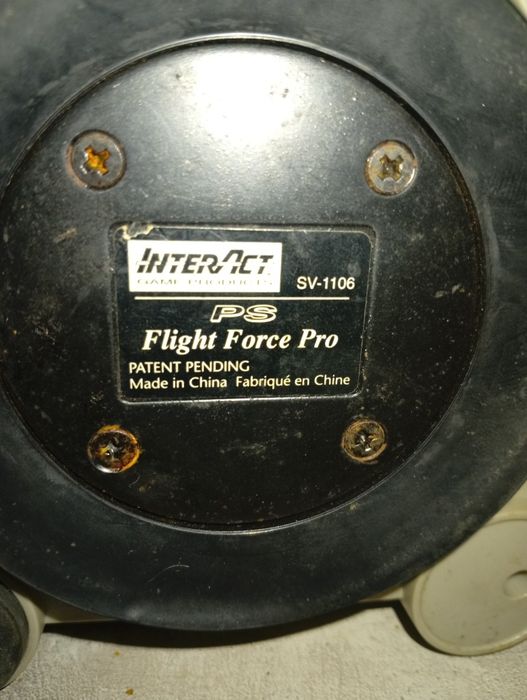 INTERACT
GAME PRODUCTS
SV-1106
PS
Flight Force Pro
PATENT PENDING
Made in China Fabriqué en Chine